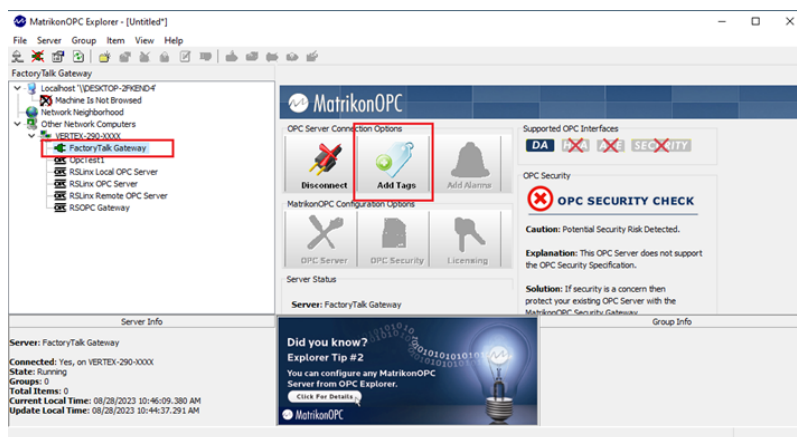 MatrikonOPC Explorer - [Untitled*]
File Server Group Item View Help
FactoryTalk Gateway
Localhost '\\DESKTOP-2FKEND4'
Machine Is Not Browsed
Network Neighborhood
Other Network Computers
VERTEX-290-XXXX
FactoryTalk Gateway
OpcTest1
RSLinx Local OPC Server
RSLinx OPC Server
RSLinx Remote OPC Server
RSOPC Gateway
MatrikonOPC
OPC Server Connection Options
Disconnect Add Tags Add Alarms
MatrikonOPC Configuration Options
OPC Server OPC Security Licensing
Server Status
Server: FactoryTalk Gateway
Supported OPC Interfaces
DA HDA A&E SECURITY
OPC Security
OPC SECURITY CHECK
Caution: Potential Security Risk Detected.
Explanation: This OPC Server does not support
the OPC Security Specification.
Solution: If security is a concern then
protect your existing OPC Server with the
MatrikonOPC Security Gateway
Server Info
Server: FactoryTalk Gateway
Connected: Yes, on VERTEX-290-XXXX
State: Running
Groups: 0
Total Items: 0
Current Local Time: 08/28/2023 10:46:09.380 AM
Update Local Time: 08/28/2023 10:44:37.291 AM
Did you know?
Explorer Tip #2
You can configure any MatrikonOPC
Server from OPC Explorer.
Click For Details
MatrikonOPC
Group Info